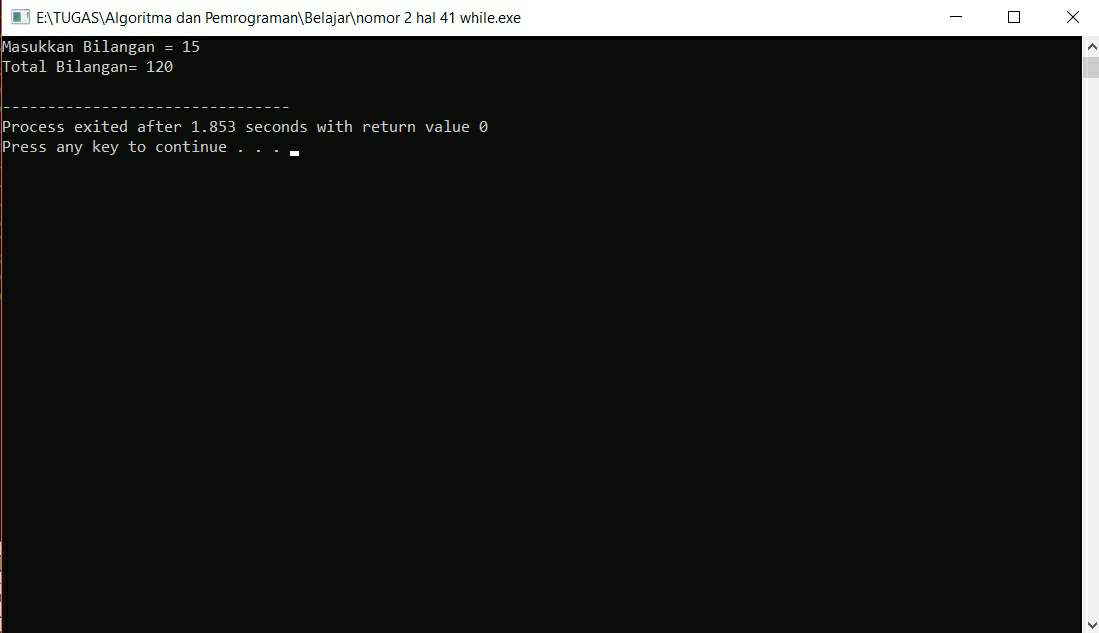 E:\TUGAS\Algoritma dan Pemrograman\Belajar\nomor 2 hal 41 while.exe
Masukkan Bilangan = 15
Total Bilangan= 120
--------------------------------
Process exited after 1.853 seconds with return value 0
Press any key to continue . . .